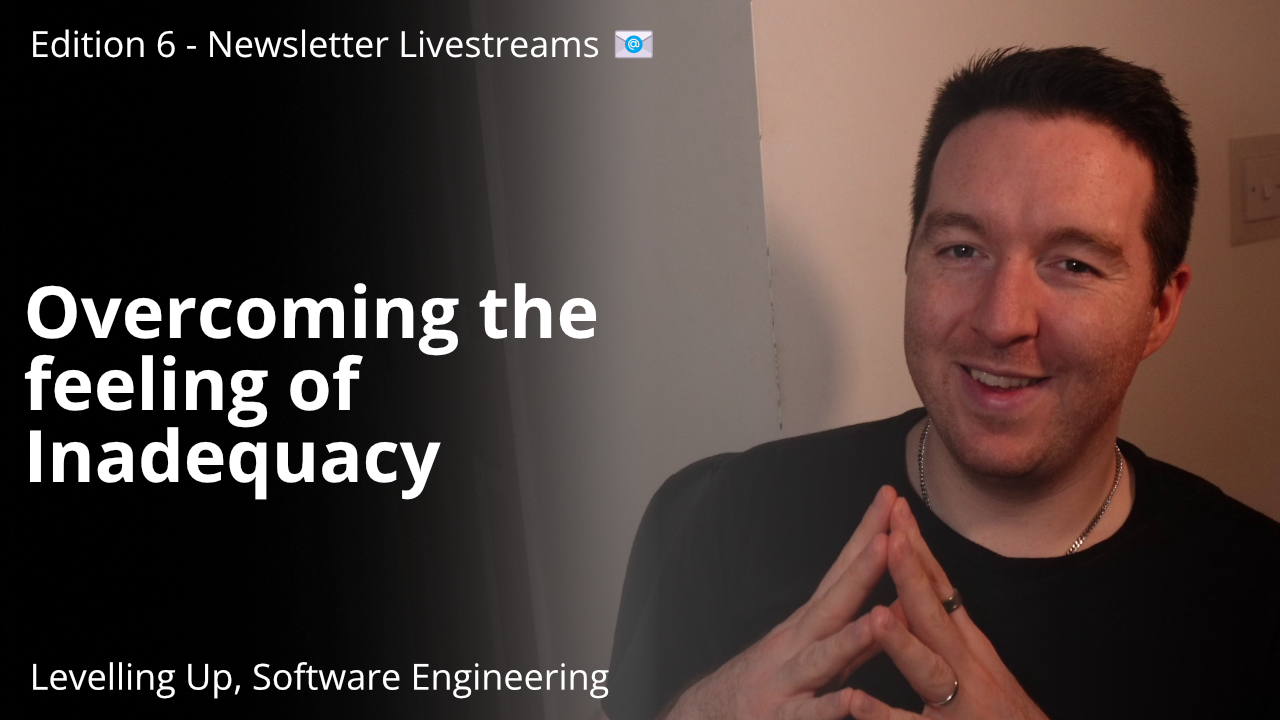 Edition 6 - Newsletter Livestreams 📧
Overcoming the
feeling of
Inadequacy
Levelling Up, Software Engineering